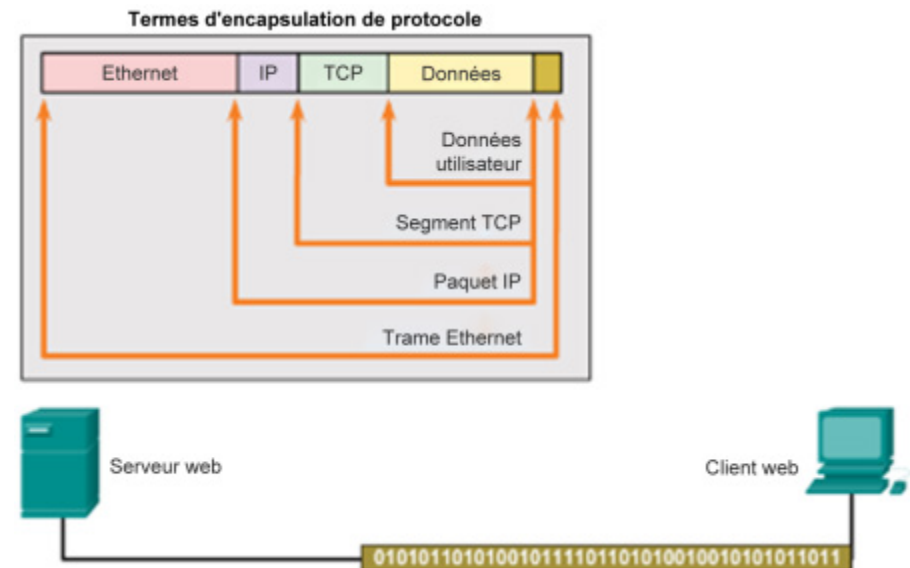 Termes d'encapsulation de protocole
Ethernet IP TCP Données
Données
utilisateur
Segment TCP
Paquet IP
Trame Ethernet
Serveur web
Client web
010101101010010111101101010010010101011011